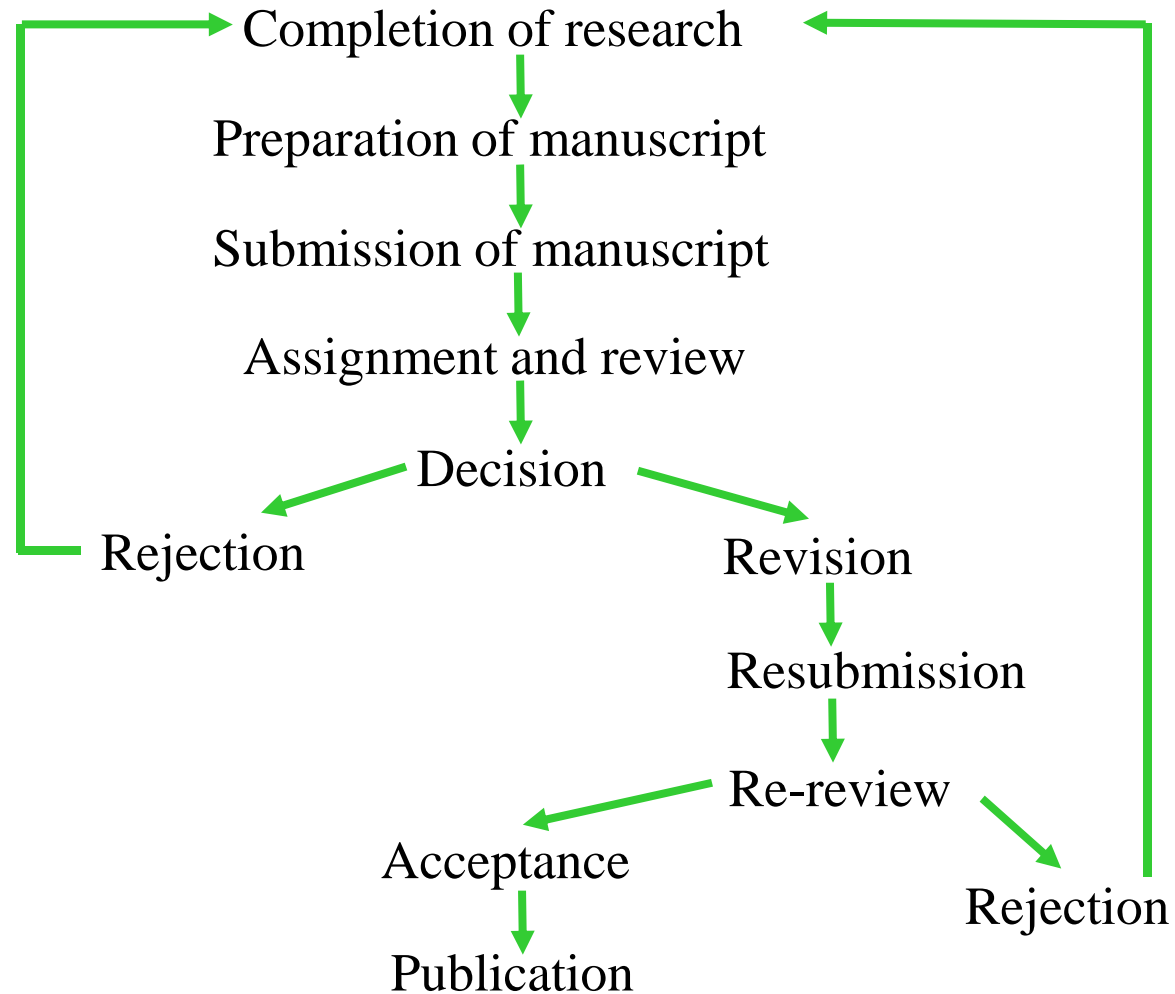 Completion of research
Preparation of manuscript
Submission of manuscript
Assignment and review
Decision
Rejection
Revision
Resubmission
Re-review
Acceptance
Rejection
Publication